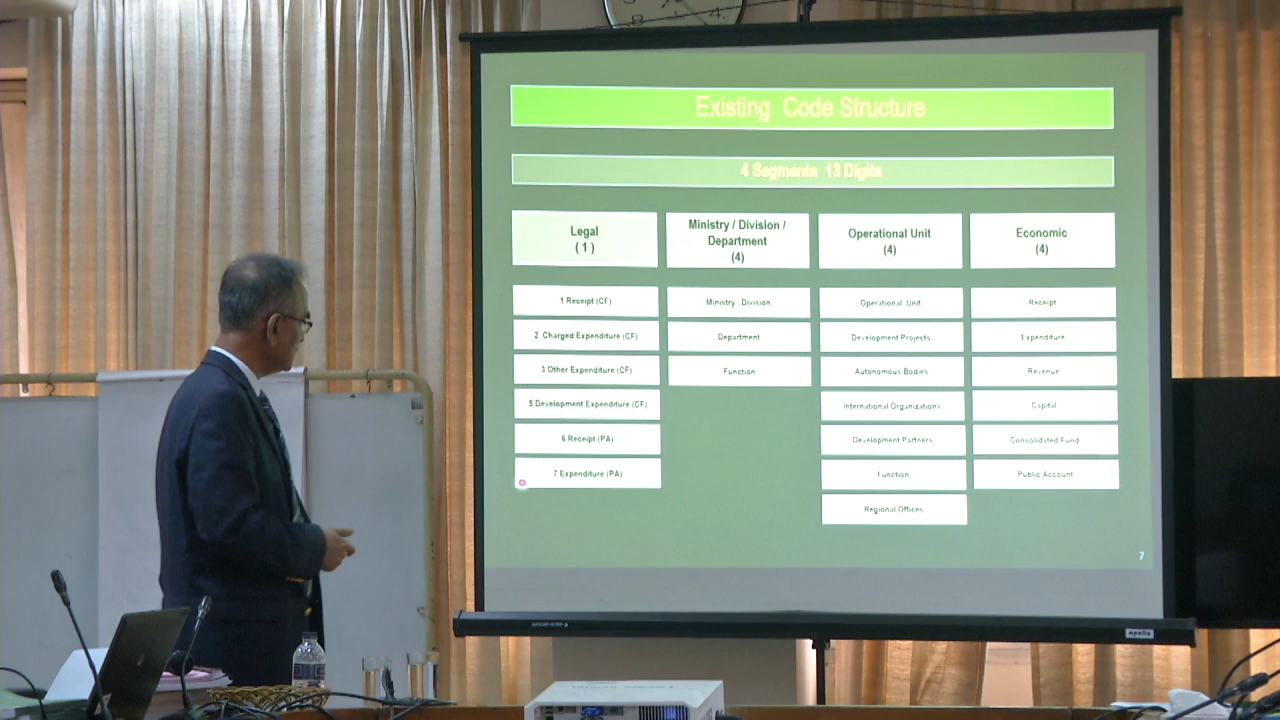 Existing Code Structure
4 Segments 13 Digits
Legal
( 1 )
Ministry / Division /
Department
(4)
Operational Unit
(4)
Economic
(4)
1 Receipt (CF)
2 Charged Expenditure (CF)
3 Other Expenditure (CF)
5 Development Expenditure (CF)
6 Receipt (PA)
7 Expenditure (PA)
Ministry / Division
Department
Function
Operational Unit
Development Projects
Autonomous Bodies
International Organizations
Development Partners
Function
Regional Offices
Receipt
Expenditure
Revenue
Capital
Consolidated Fund
Public Account
7
apollo